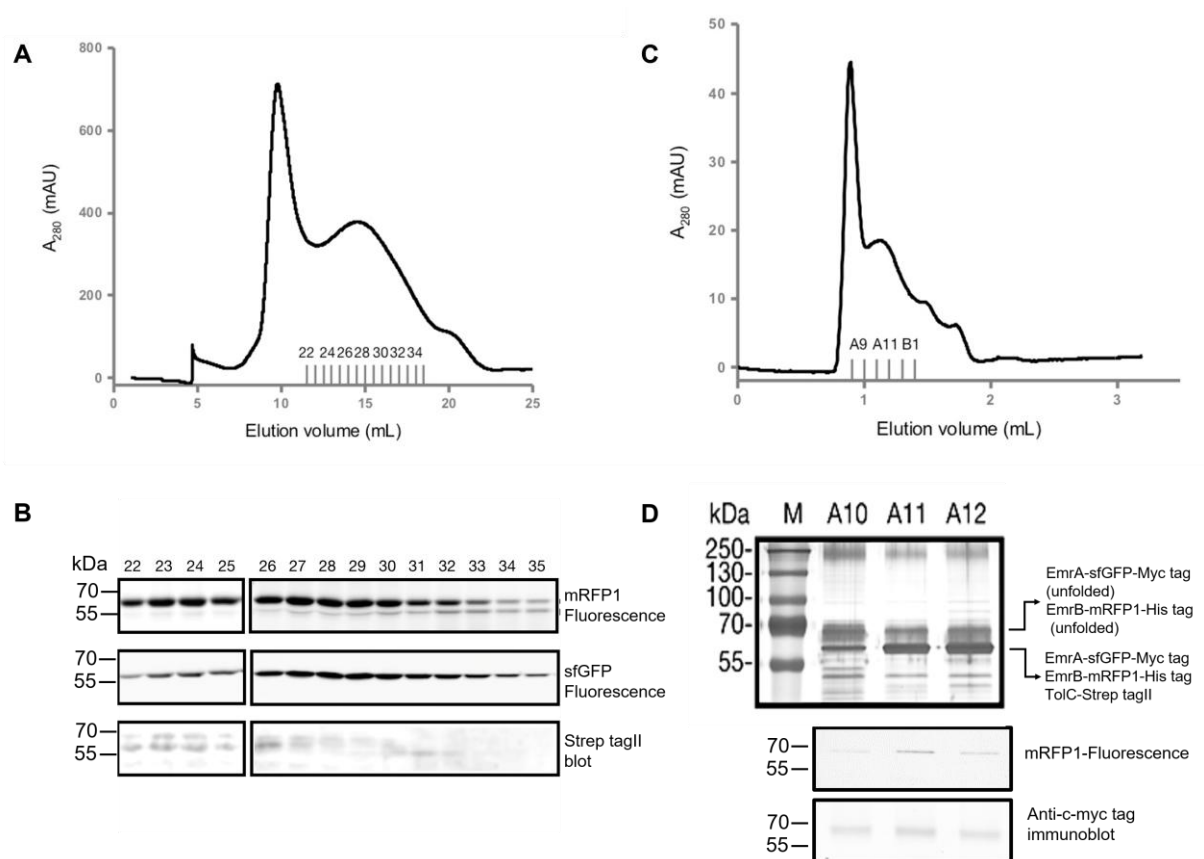 A
800
600
400
200
0
A280 (mAU)
22 24 26 28 30 32 34
0 5 10 15 20 25
Elution volume (mL)
C
50
40
30
20
10
0
A280 (mAU)
A9 A11 B1
0 1 2 3
Elution volume (mL)
B
kDa 22 23 24 25 26 27 28 29 30 31 32 33 34 35
70
55
mRFP1
Fluorescence
70
55
sfGFP
Fluorescence
70
55
Strep tagII
blot
D
kDa M A10 A11 A12
250-
130-
100-
70-
55-
EmrA-sfGFP-Myc tag
(unfolded)
EmrB-mRFP1-His tag
(unfolded)
EmrA-sfGFP-Myc tag
EmrB-mRFP1-His tag
TolC-Strep tagII
70
55
mRFP1-Fluorescence
70
55
Anti-c-myc tag
immunoblot